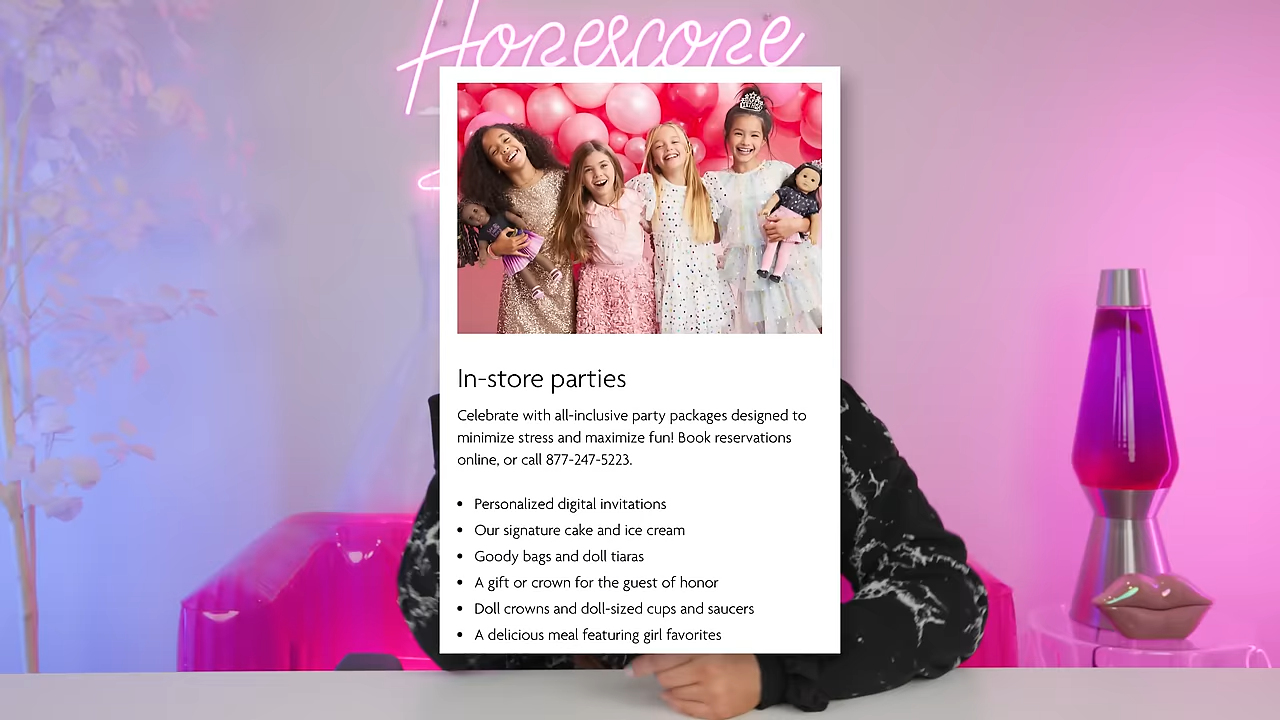 Hopescope
In-store parties
Celebrate with all-inclusive party packages designed to
minimize stress and maximize fun! Book reservations
online, or call 877-247-5223.
• Personalized digital invitations
• Our signature cake and ice cream
• Goody bags and doll tiaras
• A gift or crown for the guest of honor
• Doll crowns and doll-sized cups and saucers
• A delicious meal featuring girl favorites